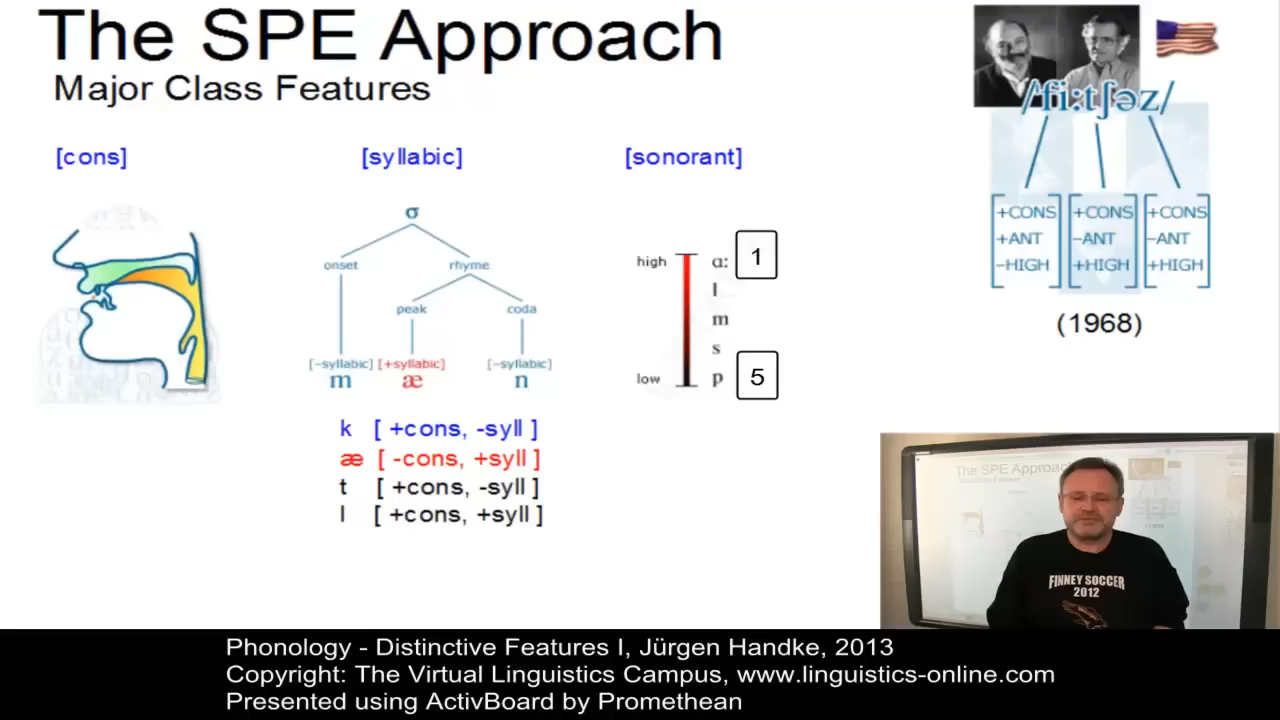 The SPE Approach
Major Class Features
[cons]
[syllabic]
[sonorant]
σ
onset
rhyme
peak
coda
[−syllabic] [+syllabic] [−syllabic]
m æ n
k [ +cons, -syll ]
æ [ -cons, +syll ]
t [ +cons, -syll ]
l [ +cons, +syll ]
high ɑː 1
l
m
s
low p 5
/fiːtʃəz/
+CONS +CONS +CONS
+ANT −ANT −ANT
−HIGH +HIGH +HIGH
(1968)
The SPE Approach
FINNEY SOCCER
2012
Phonology - Distinctive Features I, Jürgen Handke, 2013
Copyright: The Virtual Linguistics Campus, www.linguistics-online.com
Presented using ActivBoard by Promethean